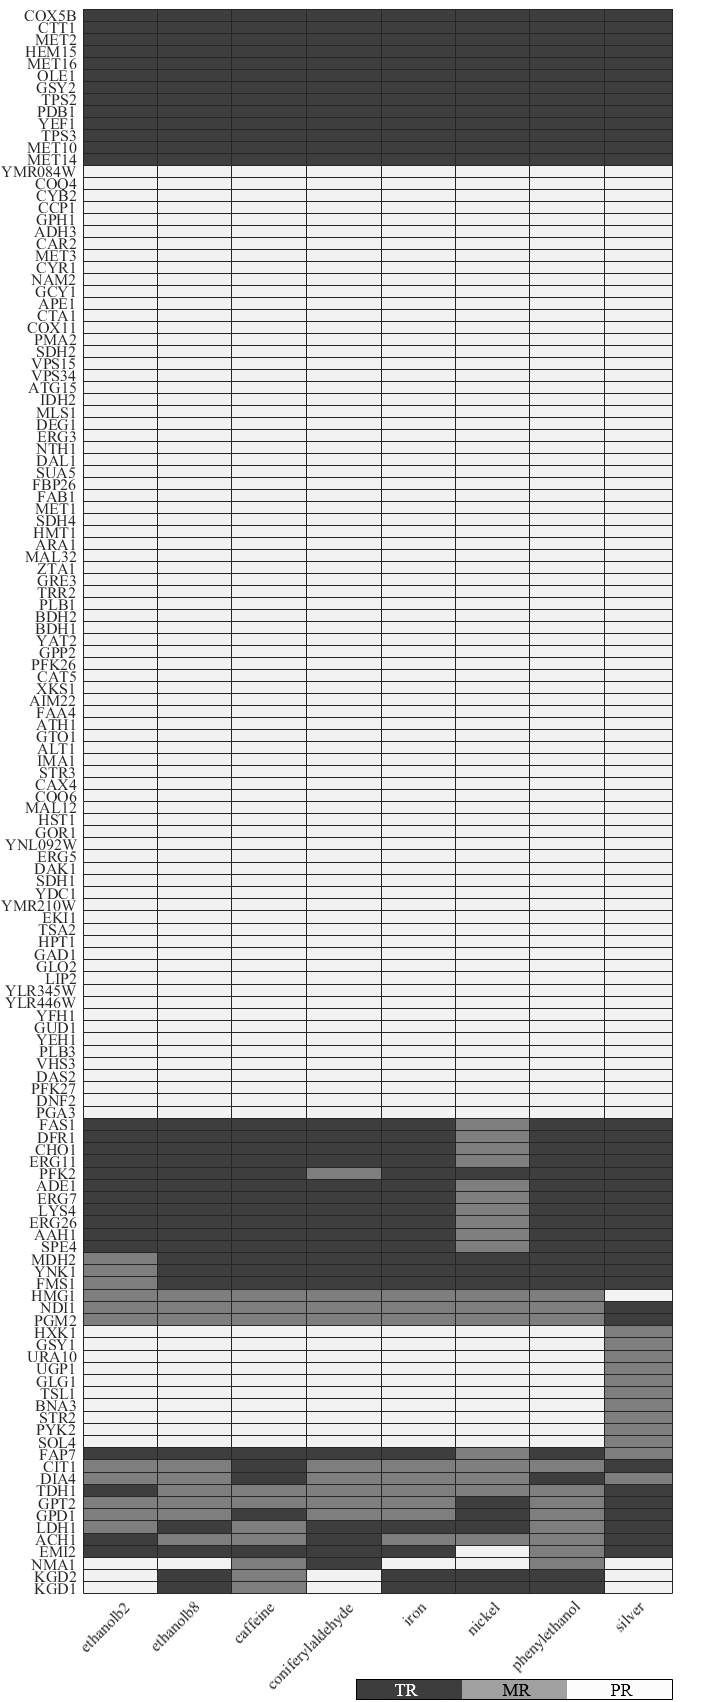 COX5B
CTT1
MET2
HEM15
MET16
OLE1
GSY2
TPS2
PDB1
YEF1
TPS3
MET10
MET14
YMR084W
COQ4
CYB2
CCP1
GPH1
ADH3
CAR2
MET3
CYR1
NAM2
GCY1
APE1
CTA1
COX11
PMA2
SDH2
VPS15
VPS34
ATG15
IDH2
MLS1
DEG1
ERG3
NTH1
DAL1
SUA5
FBP26
FAB1
MET1
SDH4
HMT1
ARA1
MAL32
ZTA1
GRE3
TRR2
PLB1
BDH2
BDH1
YAT2
GPP2
PFK26
CAT5
XKS1
AIM22
FAA4
ATH1
GTO1
ALT1
IMA1
STR3
CAX4
COQ6
MAL12
HST1
GOR1
YNL092W
ERG5
DAK1
SDH1
YDC1
YMR210W
EKI1
TSA2
HPT1
GAD1
GLO2
LIP2
YLR345W
YLR446W
YFH1
GUD1
YEH1
PLB3
VHS3
DAS2
PFK27
DNF2
PGA3
FAS1
DFR1
CHO1
ERG11
PFK2
ADE1
ERG7
LYS4
ERG26
AAH1
SPE4
MDH2
YNK1
FMS1
HMG1
NDI1
PGM2
HXK1
GSY1
URA10
UGP1
GLG1
TSL1
BNA3
STR2
PYK2
SOL4
FAP7
CIT1
DIA4
TDH1
GPT2
GPD1
LDH1
ACH1
EMI2
NMA1
KGD2
KGD1
ethanolb2
ethanolb8
caffeine
coniferylaldehyde
iron
nickel
phenylethanol
silver
TR MR PR